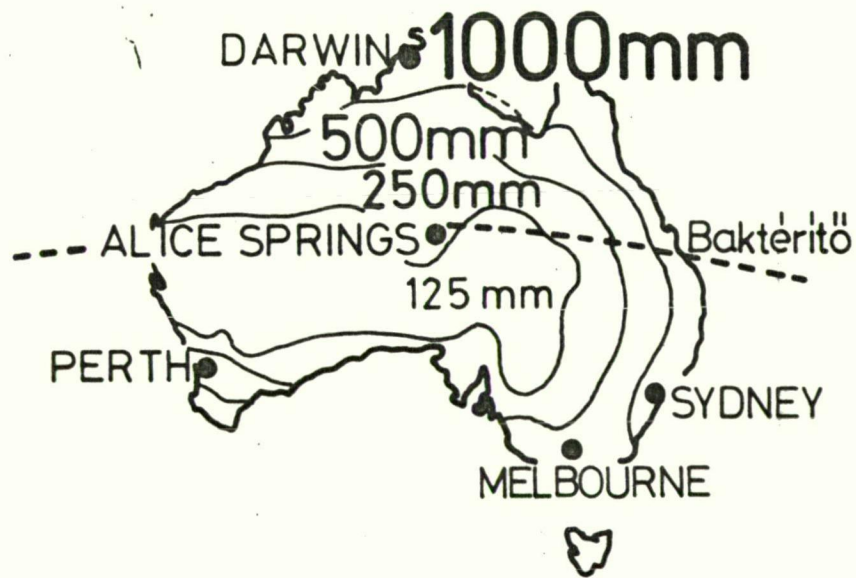 DARWIN
1000mm
500mm
250mm
ALICE SPRINGS
Baktérítő
125 mm
PERTH
SYDNEY
MELBOURNE